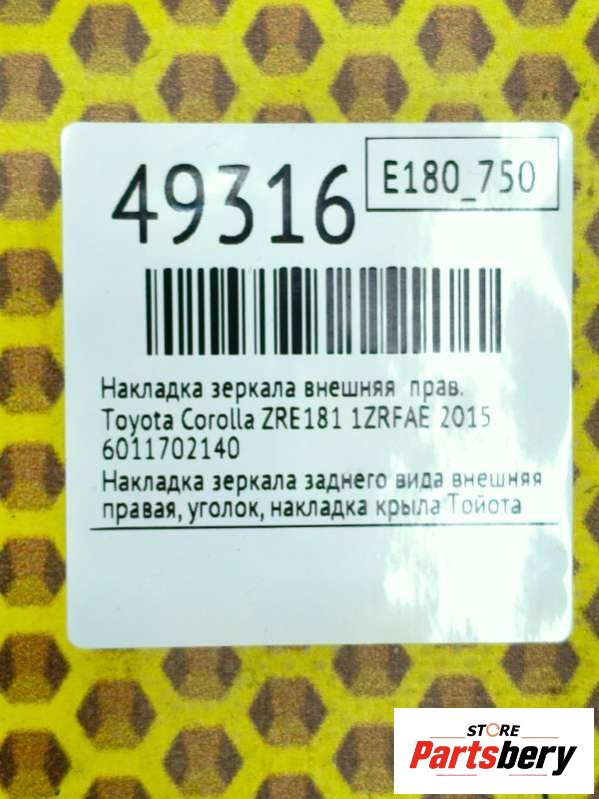 49316
E180_750
Накладка зеркала внешняя прав.
Toyota Corolla ZRE181 1ZRFAE 2015
6011702140
Накладка зеркала заднего вида внешняя
правая, уголок, накладка крыла Тойота
STORE
Partsbery